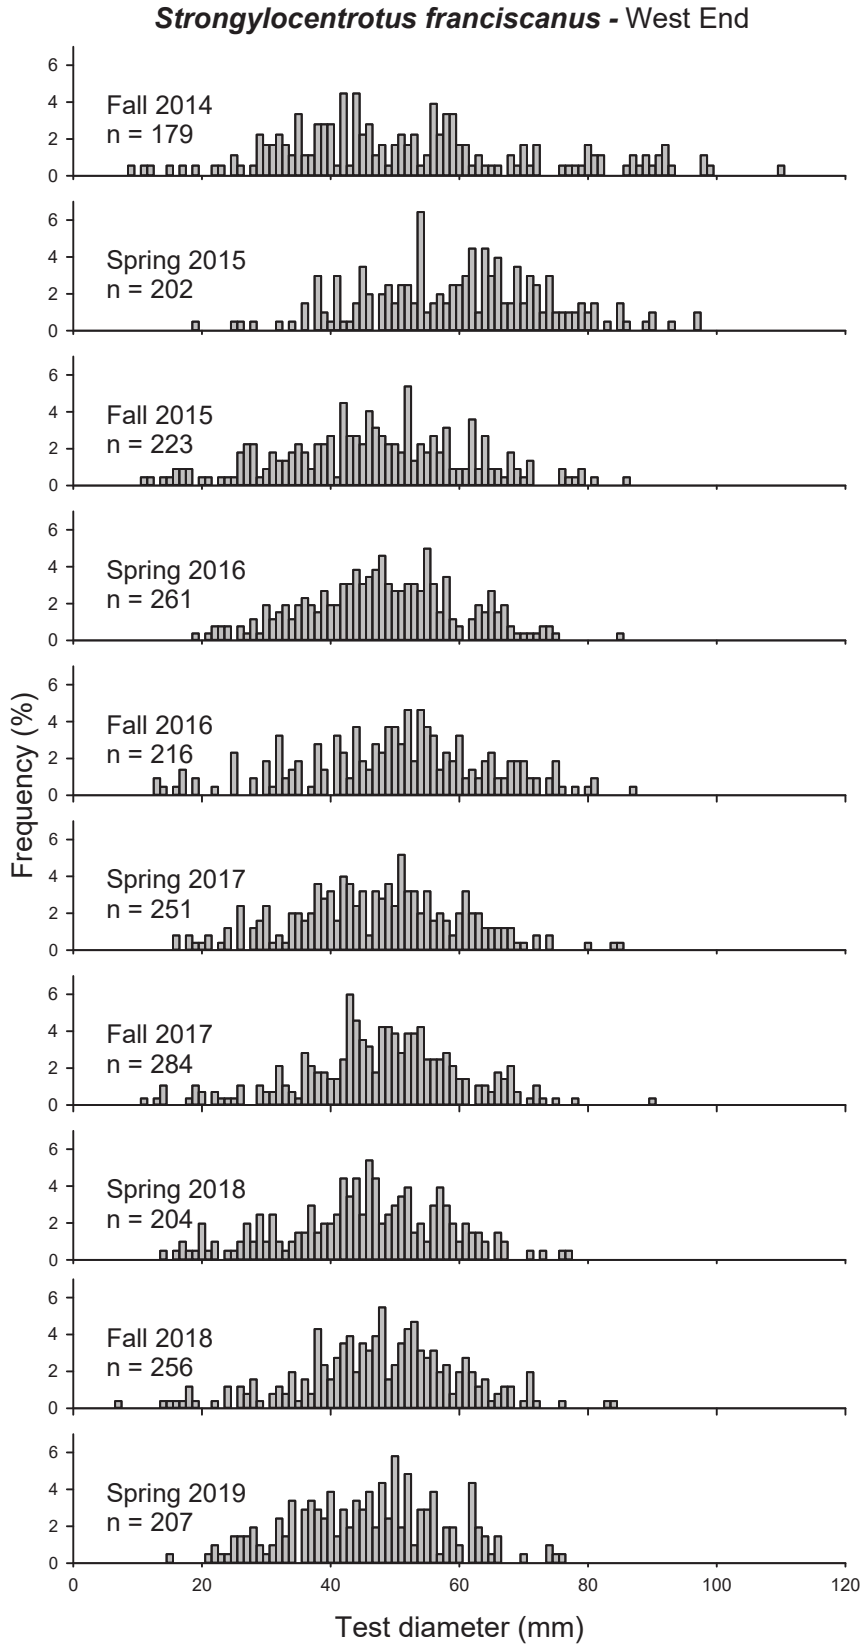 Strongylocentrotus franciscanus - West End
6
4
2
0
Fall 2014
n = 179
6
4
2
0
Spring 2015
n = 202
6
4
2
0
Fall 2015
n = 223
6
4
2
0
Spring 2016
n = 261
6
4
2
0
Fall 2016
n = 216
6
4
2
0
Spring 2017
n = 251
6
4
2
0
Fall 2017
n = 284
6
4
2
0
Spring 2018
n = 204
6
4
2
0
Fall 2018
n = 256
6
4
2
0
Spring 2019
n = 207
Frequency (%)
0 20 40 60 80 100 120
Test diameter (mm)